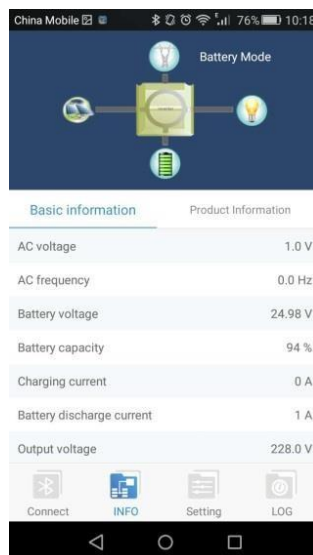 China Mobile 76% 10:18
Battery Mode
Basic information Product Information
AC voltage 1.0 V
AC frequency 0.0 Hz
Battery voltage 24.98 V
Battery capacity 94 %
Charging current 0 A
Battery discharge current 1 A
Output voltage 228.0 V
Connect INFO Setting LOG